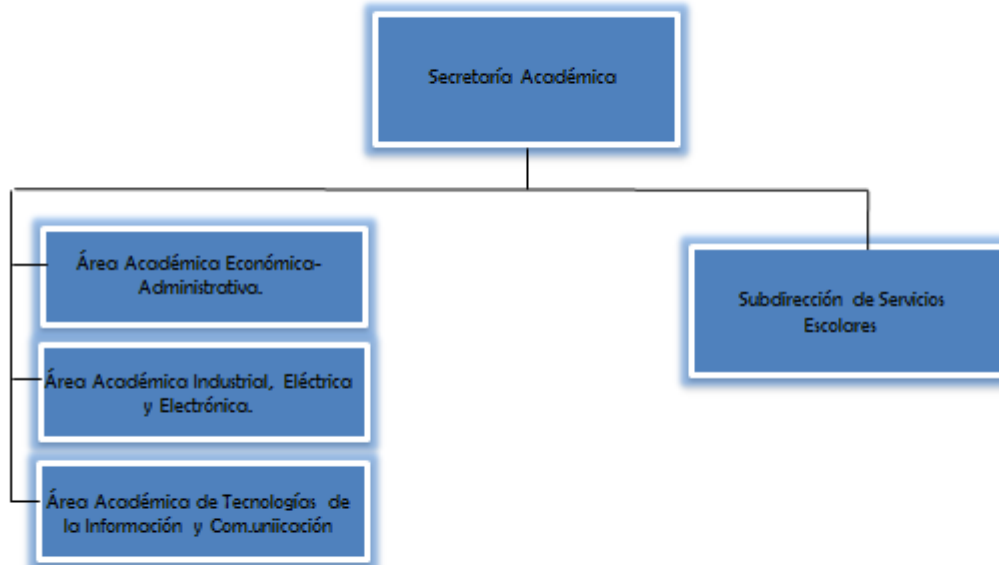 Secretaría Académica
Área Académica Económica-
Administrativa.
Subdirección de Servicios
Escolares
Área Académica Industrial, Eléctrica
y Electrónica.
Área Académica de Tecnologías de
la Información y Com.uniicación